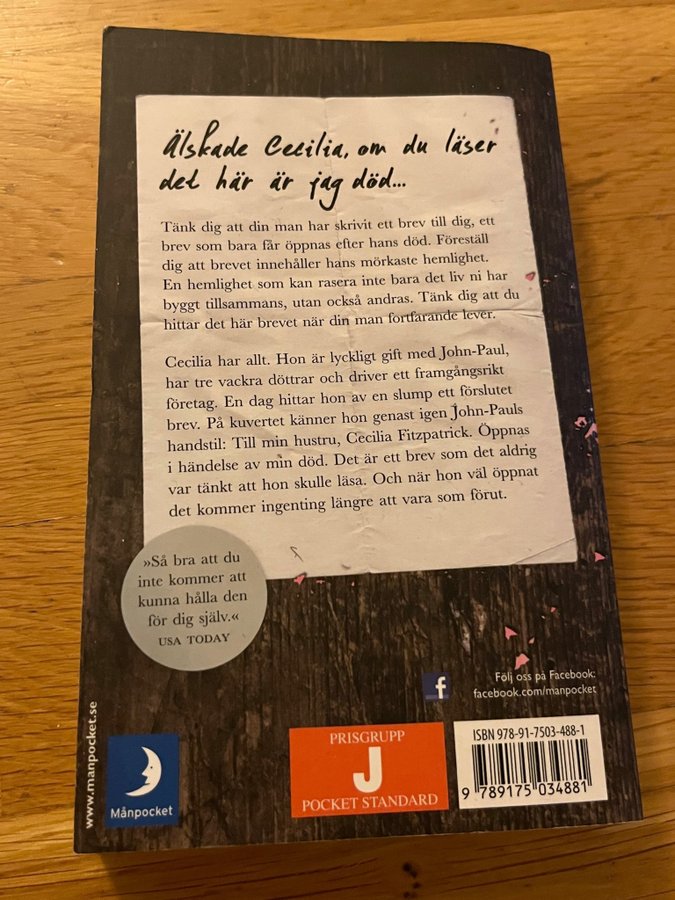 Älskade Cecilia, om du läser
det här är jag död...
Tänk dig att din man har skrivit ett brev till dig, ett
brev som bara får öppnas efter hans död. Föreställ
dig att brevet innehåller hans mörkaste hemlighet.
En hemlighet som kan rasera inte bara det liv ni har
byggt tillsammans, utan också andras. Tänk dig att du
hittar det här brevet när din man fortfarande lever.
Cecilia har allt. Hon är lyckligt gift med John-Paul,
har tre vackra döttrar och driver ett framgångsrikt
företag. En dag hittar hon av en slump ett förslutet
brev. På kuvertet känner hon genast igen John-Pauls
handstil: Till min hustru, Cecilia Fitzpatrick. Öppnas
i händelse av min död. Det är ett brev som det aldrig
var tänkt att hon skulle läsa. Och när hon väl öppnat
det kommer ingenting längre att vara som förut.
»Så bra att du
inte kommer att
kunna hålla den
för dig själv.«
USA TODAY
f
Följ oss på Facebook:
facebook.com/manpocket
www.manpocket.se
Månpocket
PRISGRUPP
J
POCKET STANDARD
ISBN 978-91-7503-488-1
9 789175 034881